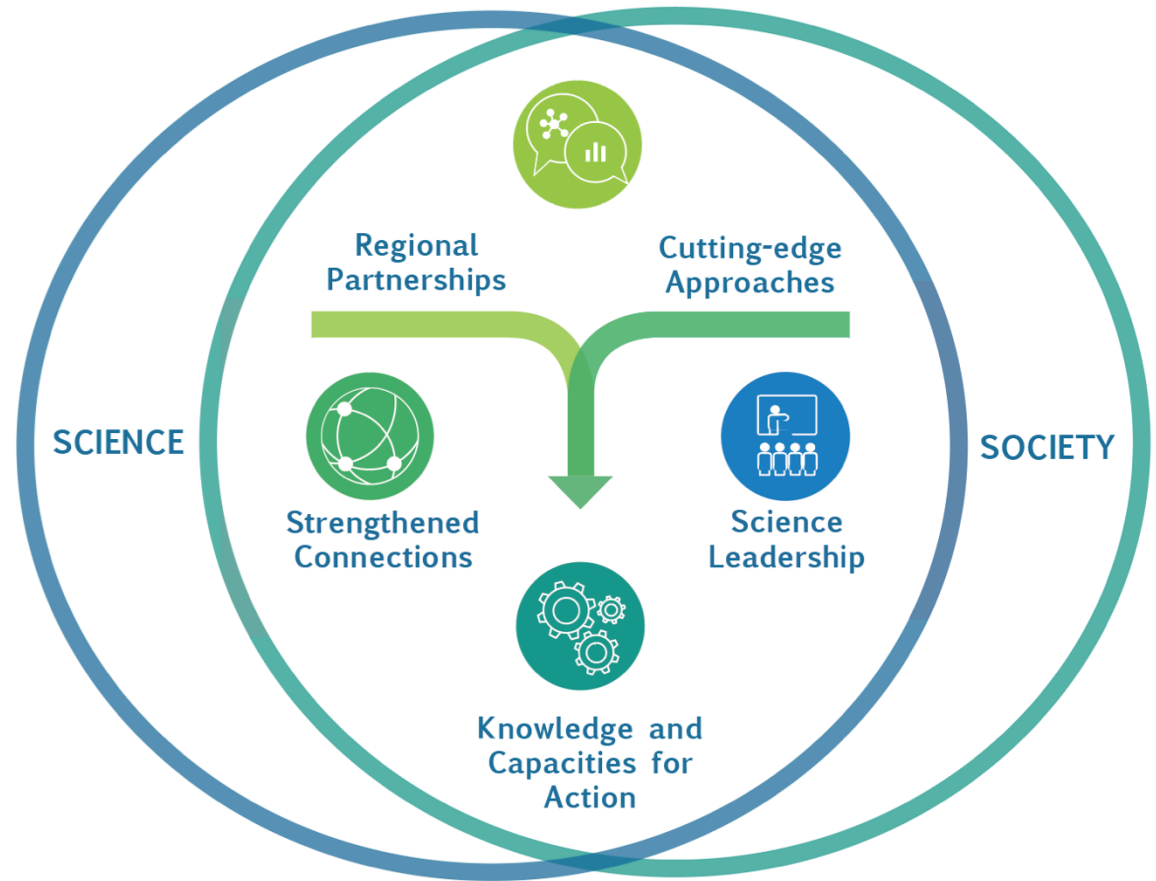 Regional
Partnerships
Cutting-edge
Approaches
SCIENCE
SOCIETY
Strengthened
Connections
Science
Leadership
Knowledge and
Capacities for
Action